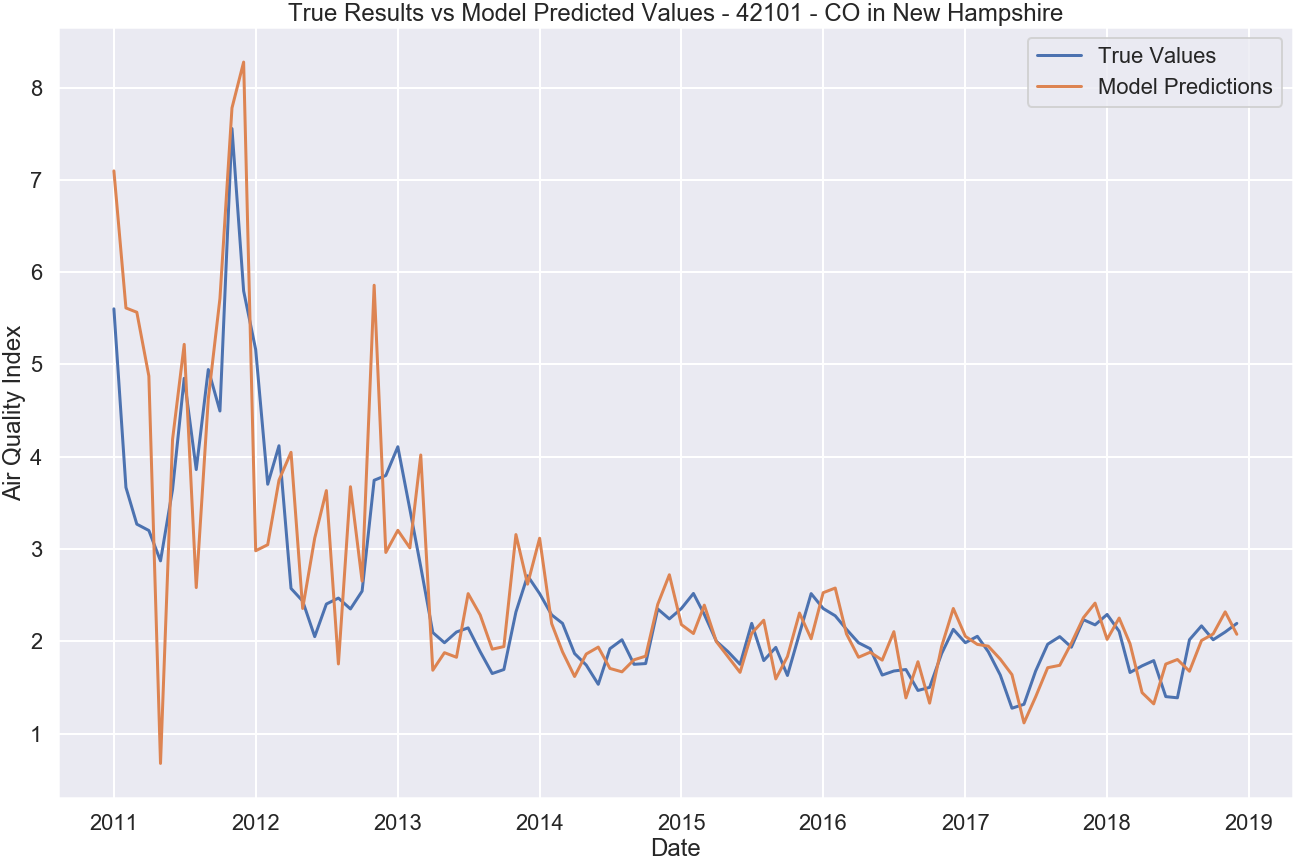 True Results vs Model Predicted Values - 42101 - CO in New Hampshire
True Values
Model Predictions
Air Quality Index
8
7
6
5
4
3
2
1
2011 2012 2013 2014 2015 2016 2017 2018 2019
Date